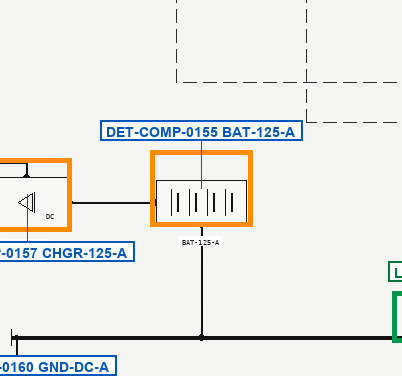 DET-COMP-0155 BAT-125-A
DC
BAT-125-A
-0157 CHGR-125-A
-0160 GND-DC-A